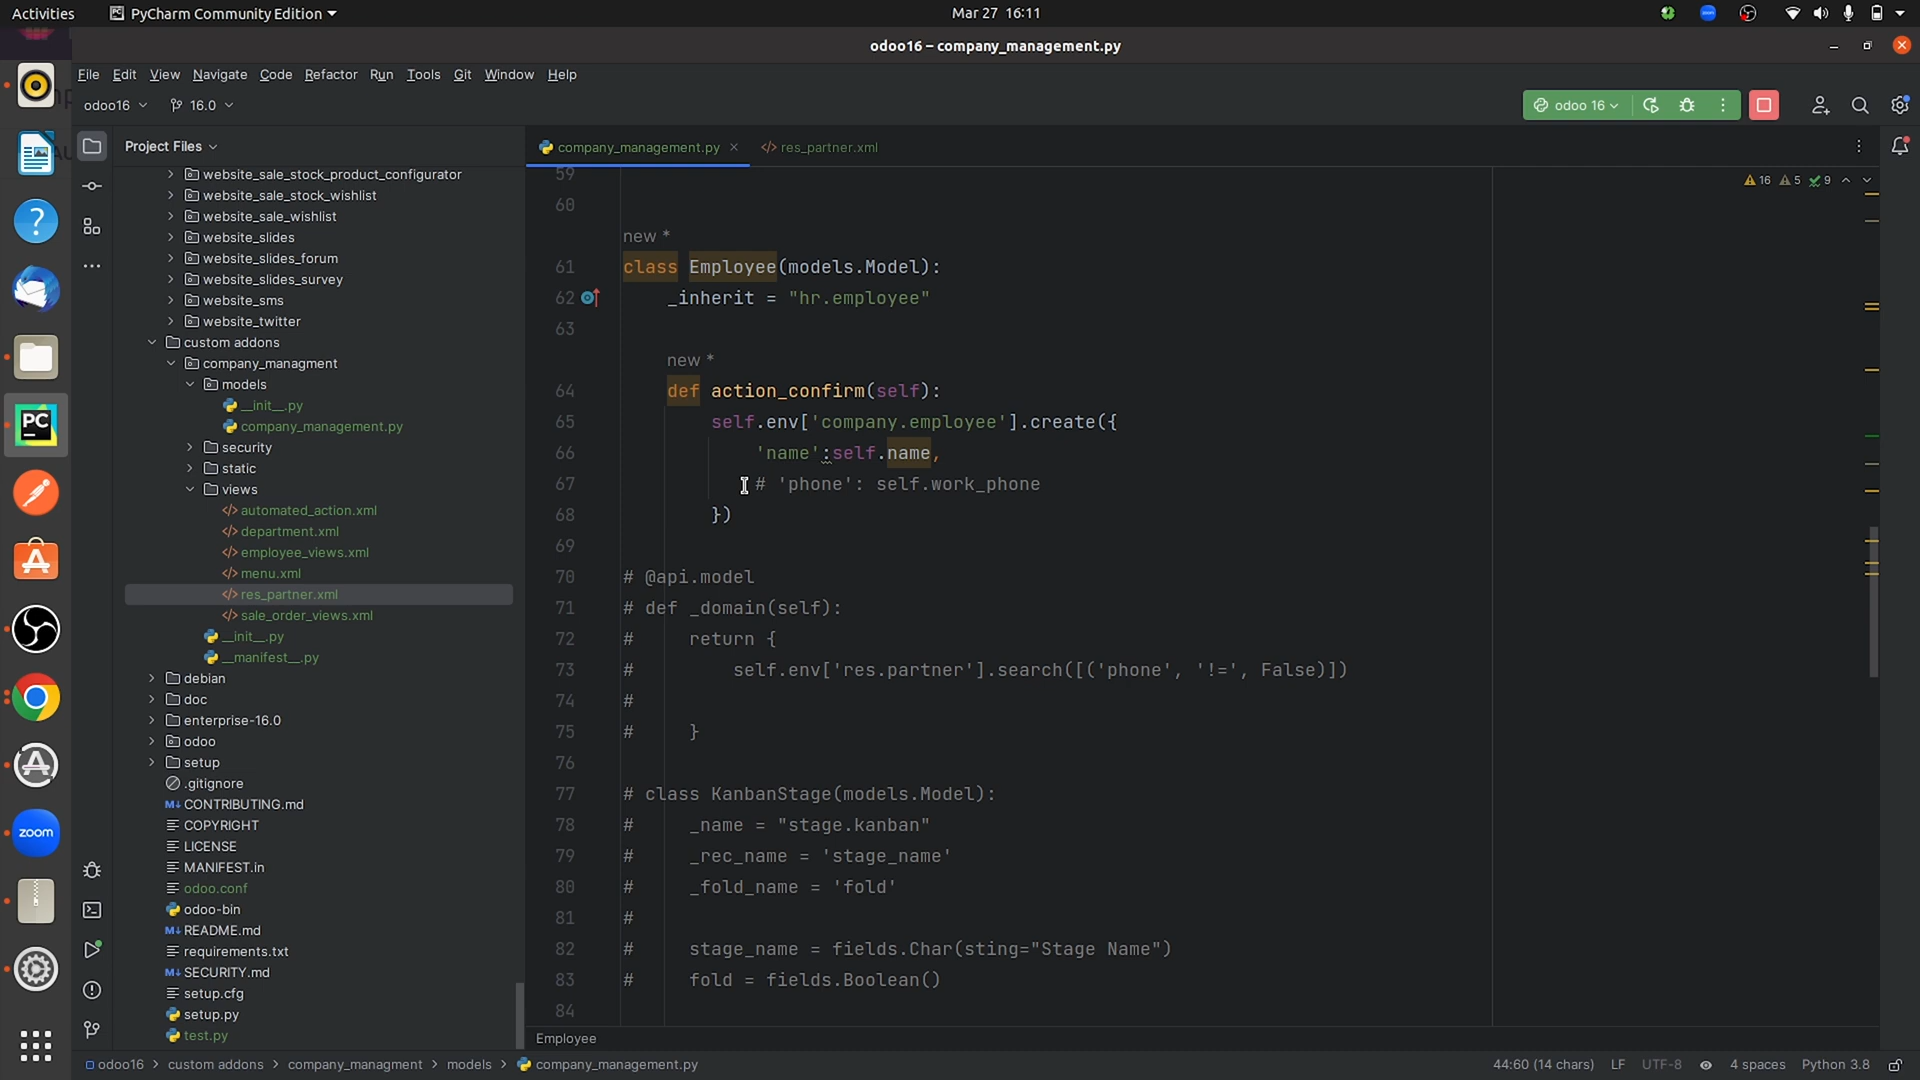 Activities
PyCharm Community Edition
Mar 27 16:11
odoo16 – company_management.py
File Edit View Navigate Code Refactor Run Tools Git Window Help
odoo16
16.0
odoo 16
Project Files
company_management.py
res_partner.xml
website_sale_stock_product_configurator
website_sale_stock_wishlist
website_sale_wishlist
website_slides
website_slides_forum
website_slides_survey
website_sms
website_twitter
custom addons
company_managment
models
__init__.py
company_management.py
security
static
views
automated_action.xml
department.xml
employee_views.xml
menu.xml
res_partner.xml
sale_order_views.xml
__init__.py
__manifest__.py
debian
doc
enterprise-16.0
odoo
setup
.gitignore
CONTRIBUTING.md
COPYRIGHT
LICENSE
MANIFEST.in
odoo.conf
odoo-bin
README.md
requirements.txt
SECURITY.md
setup.cfg
setup.py
test.py
16 5 9
59
60
new *
61 class Employee(models.Model):
62 _inherit = "hr.employee"
63
new *
64 def action_confirm(self):
65 self.env['company.employee'].create({
66 'name':self.name,
67 # 'phone': self.work_phone
68 })
69
70 # @api.model
71 # def _domain(self):
72 # return {
73 # self.env['res.partner'].search([('phone', '!=', False)])
74 #
75 # }
76
77 # class KanbanStage(models.Model):
78 # _name = "stage.kanban"
79 # _rec_name = 'stage_name'
80 # _fold_name = 'fold'
81 #
82 # stage_name = fields.Char(sting="Stage Name")
83 # fold = fields.Boolean()
84
Employee
odoo16 > custom addons > company_managment > models > company_management.py
44:60 (14 chars) LF UTF-8 4 spaces Python 3.8
PC
zoom